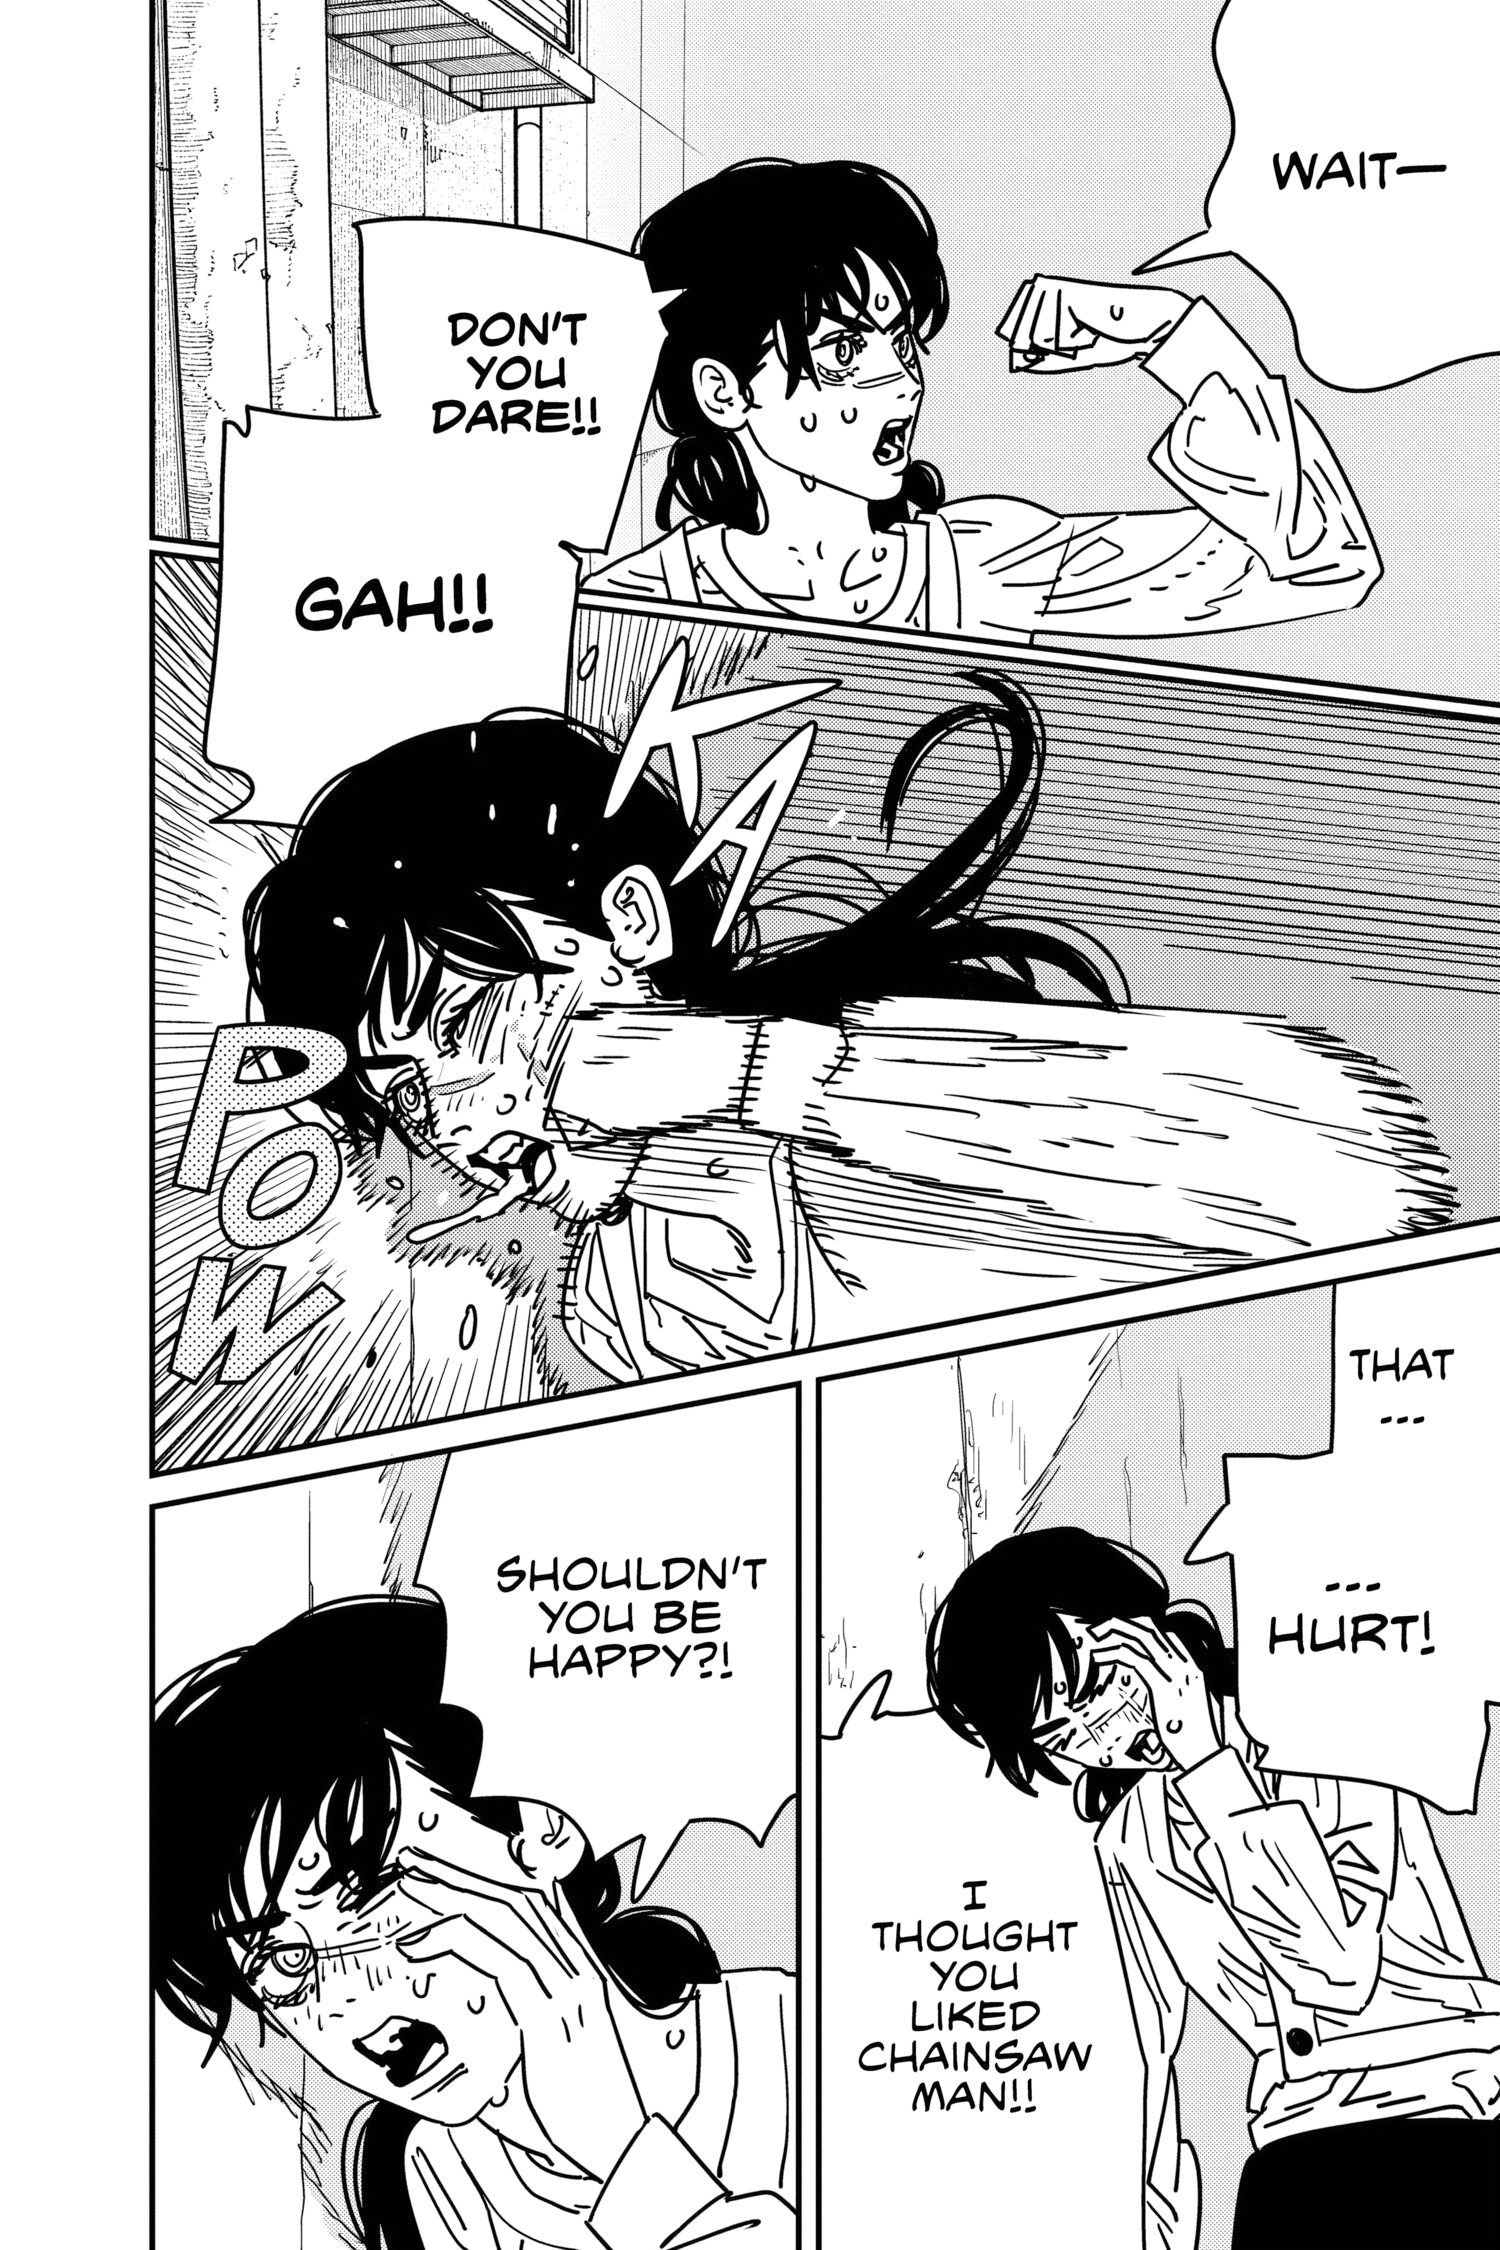 WAIT—
DON'T
YOU
DARE!!
GAH!!
KA
POW
THAT
...
...
HURT!
I
THOUGHT
YOU
LIKED
CHAINSAW
MAN!!
SHOULDN'T
YOU BE
HAPPY?!